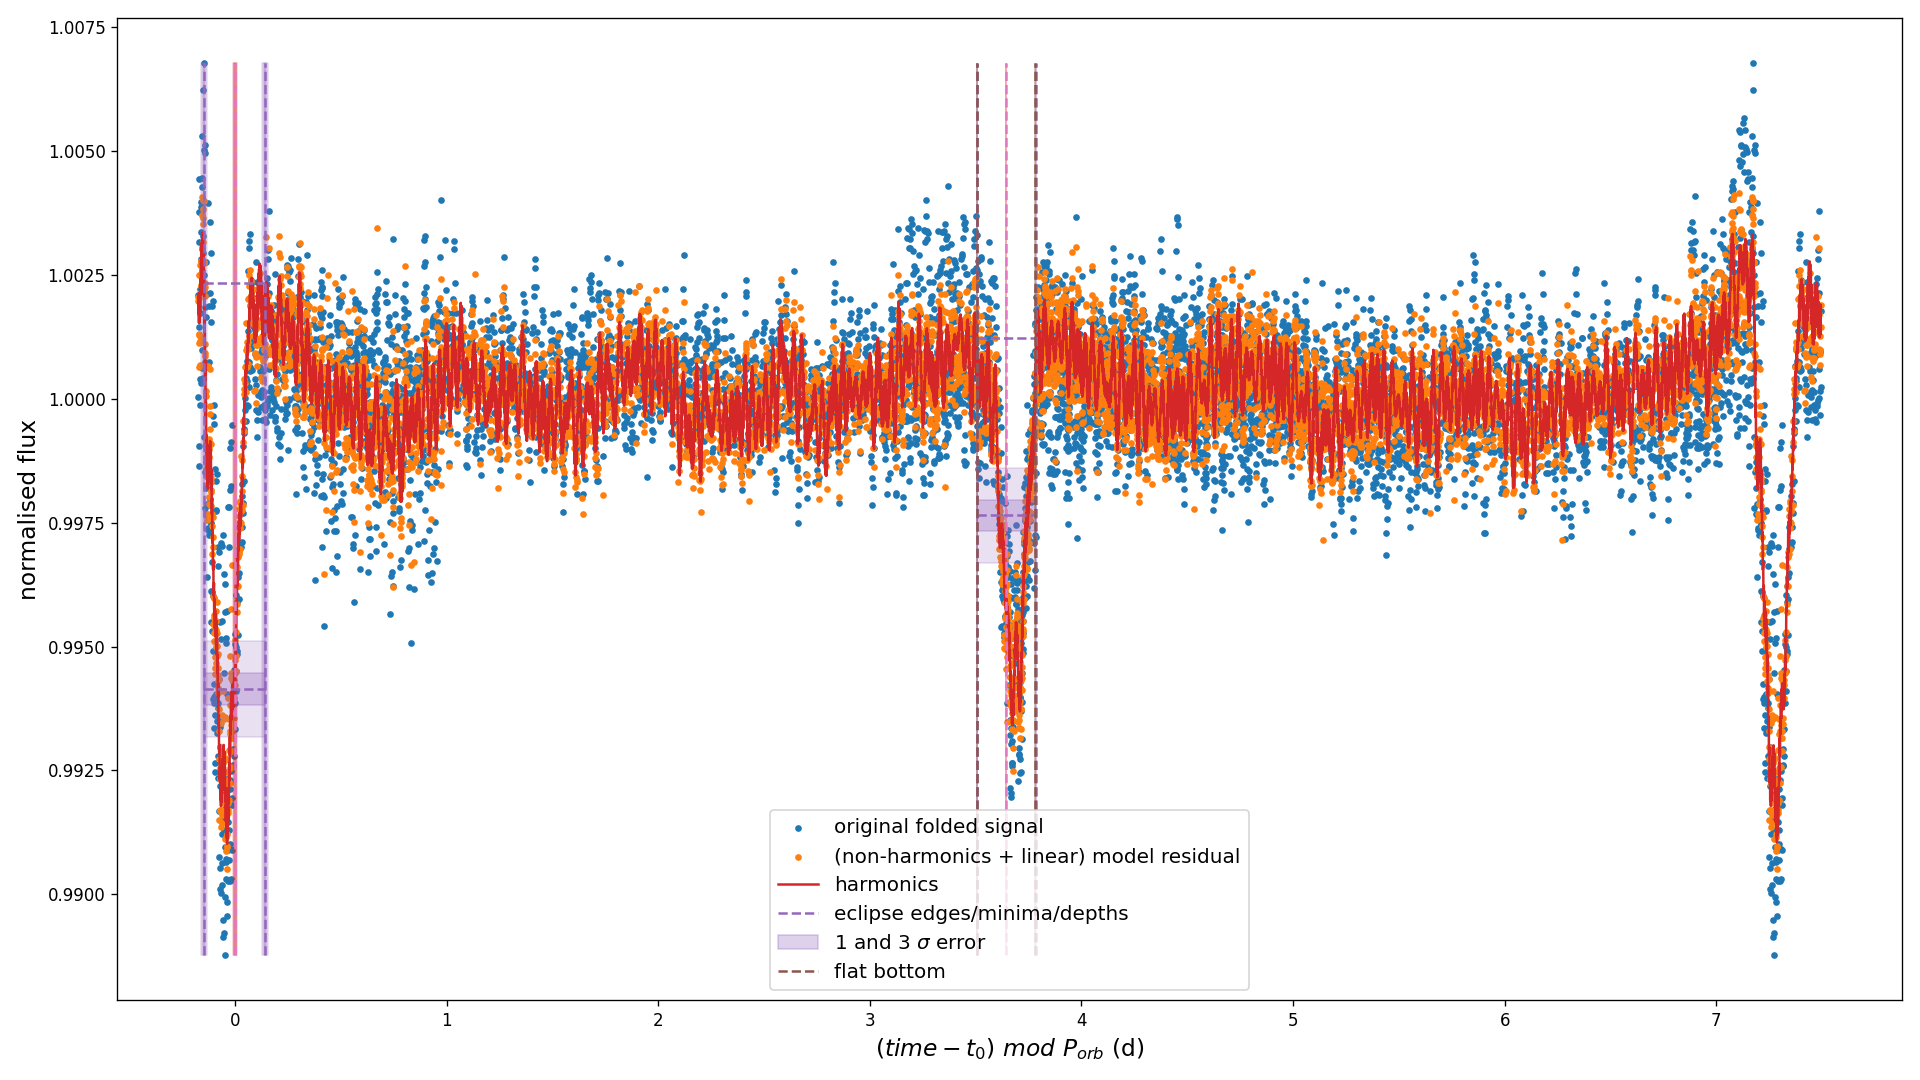 1.0075
1.0050
1.0025
1.0000
0.9975
0.9950
0.9925
0.9900
normalised flux
original folded signal
(non-harmonics + linear) model residual
harmonics
eclipse edges/minima/depths
1 and 3 σ error
flat bottom
0 1 2 3 4 5 6 7
(time − t₀) mod Pₒᵣb (d)